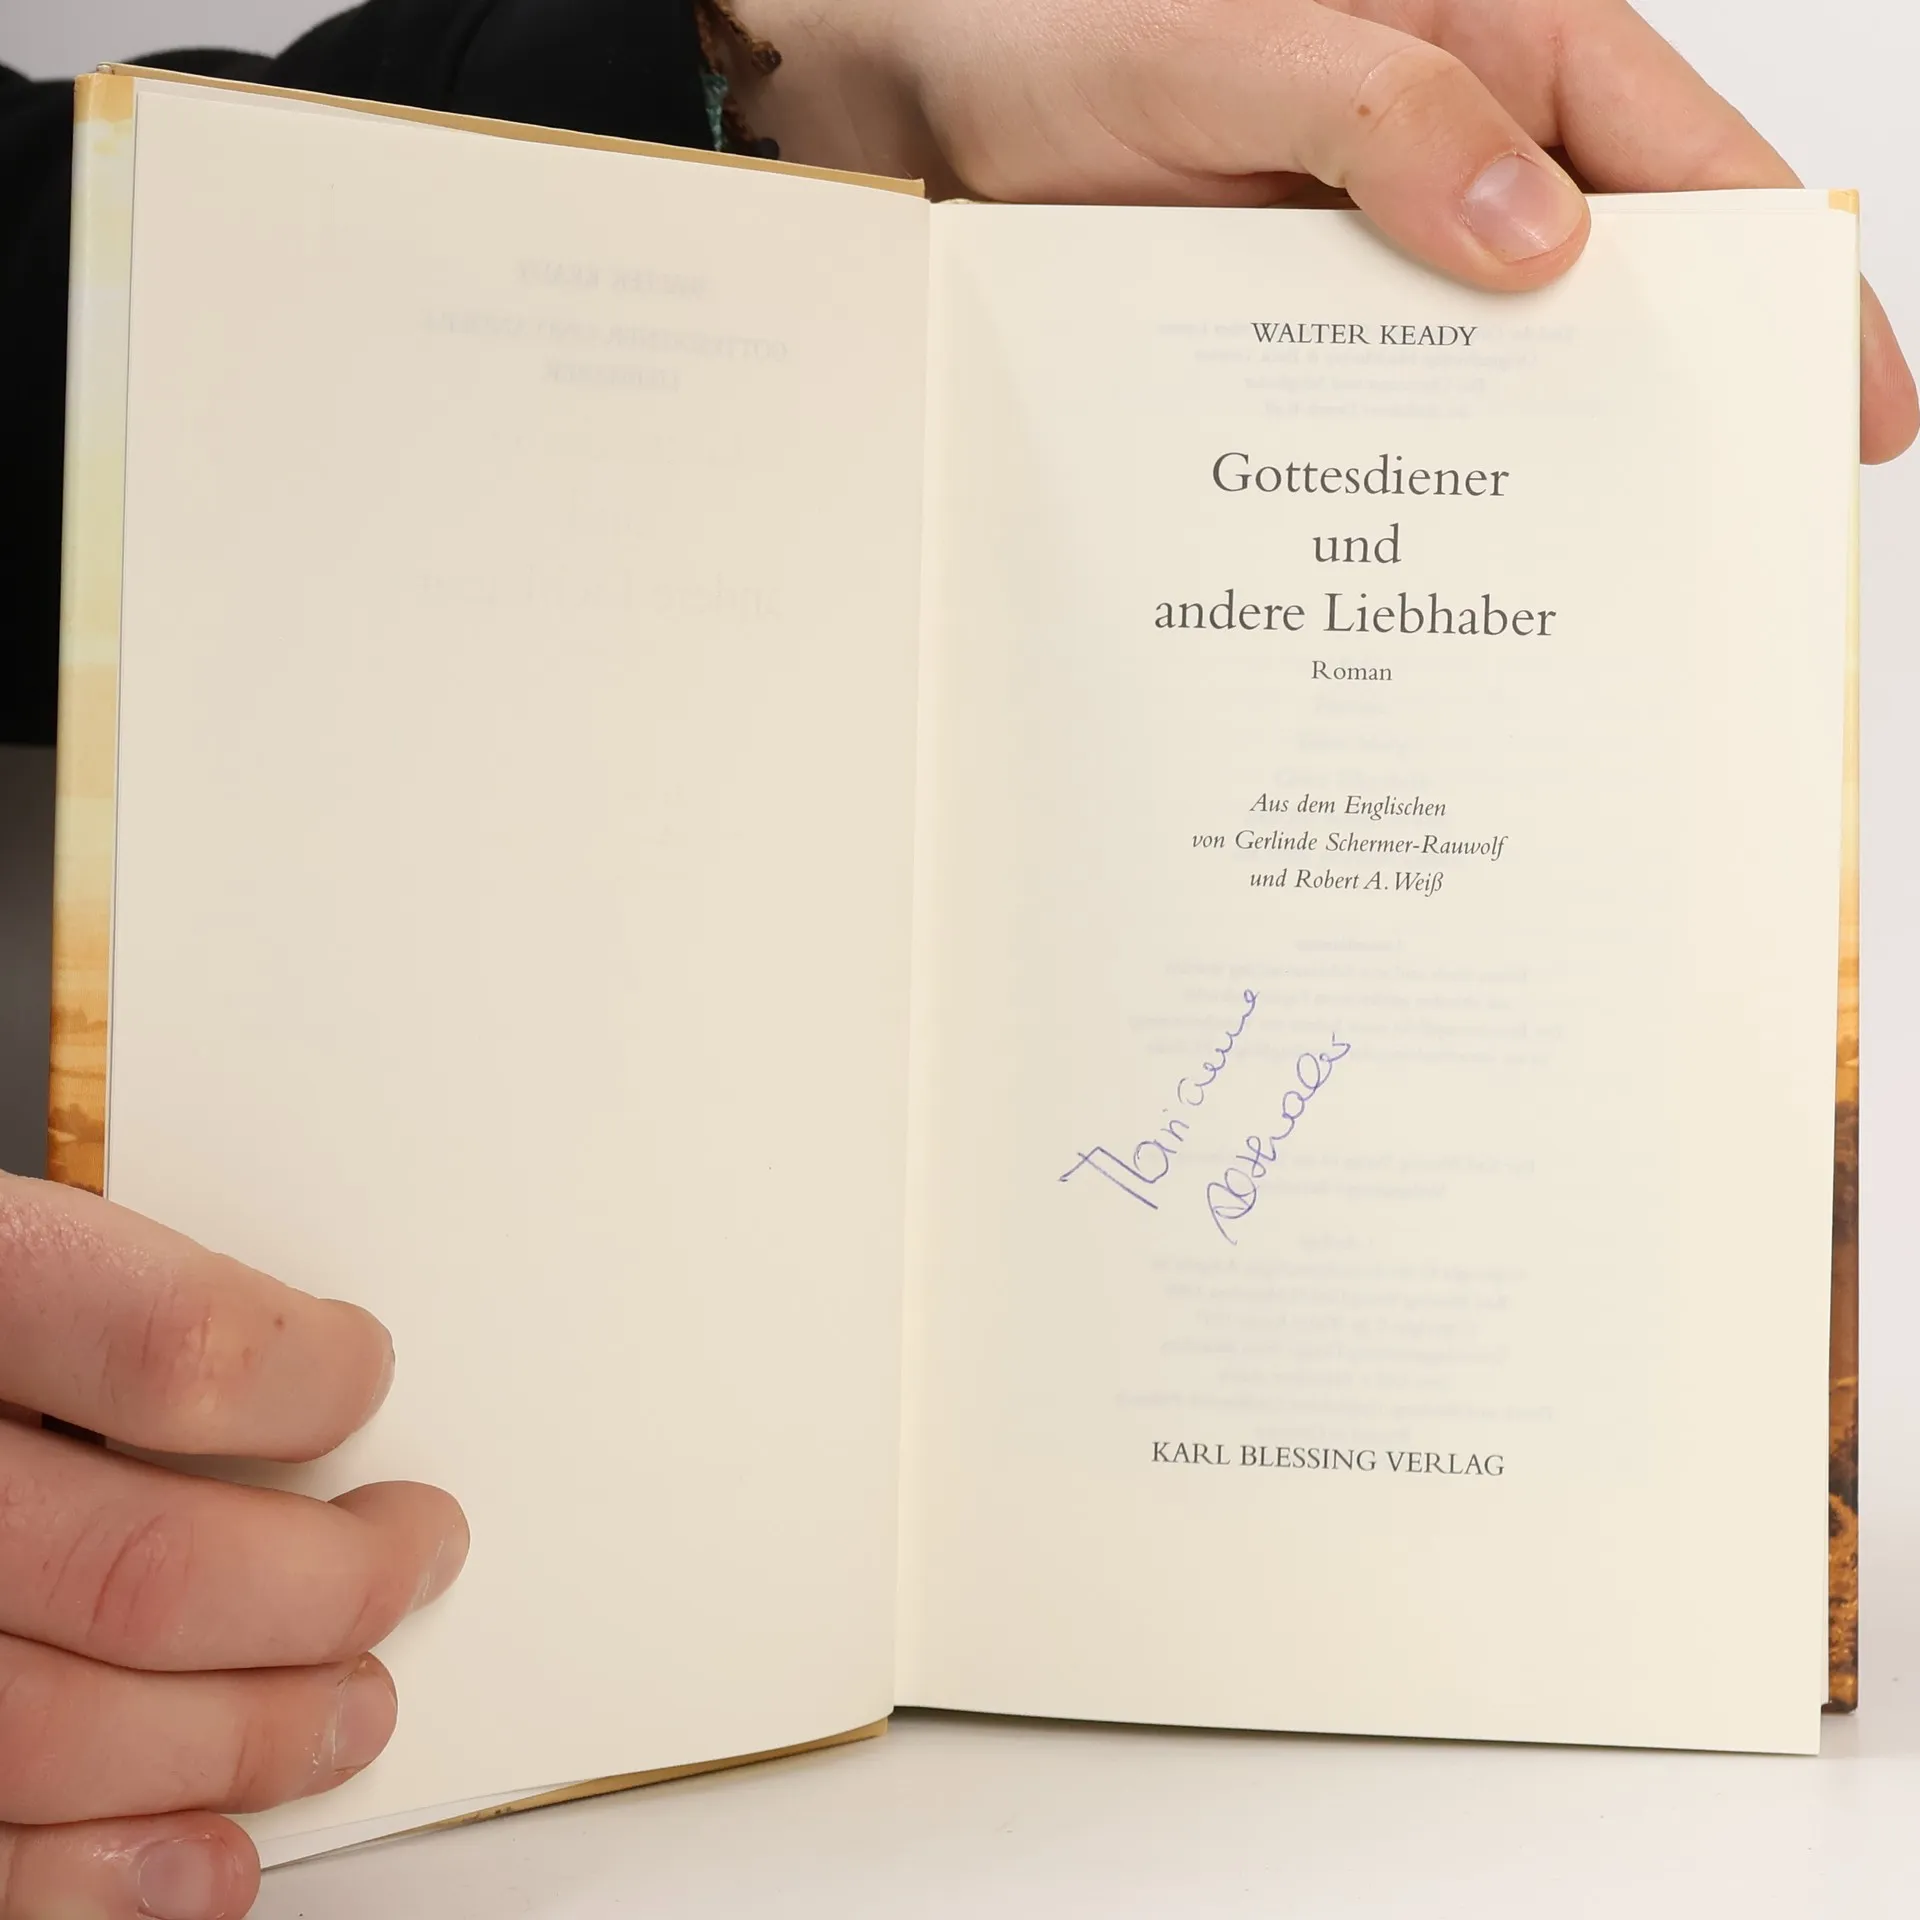 WALTER KEADY
Gottesdiener
und
andere Liebhaber
Roman
Aus dem Englischen
von Gerlinde Schermer-Rauwolf
und Robert A. Weiß
Marianne
KARL BLESSING VERLAG